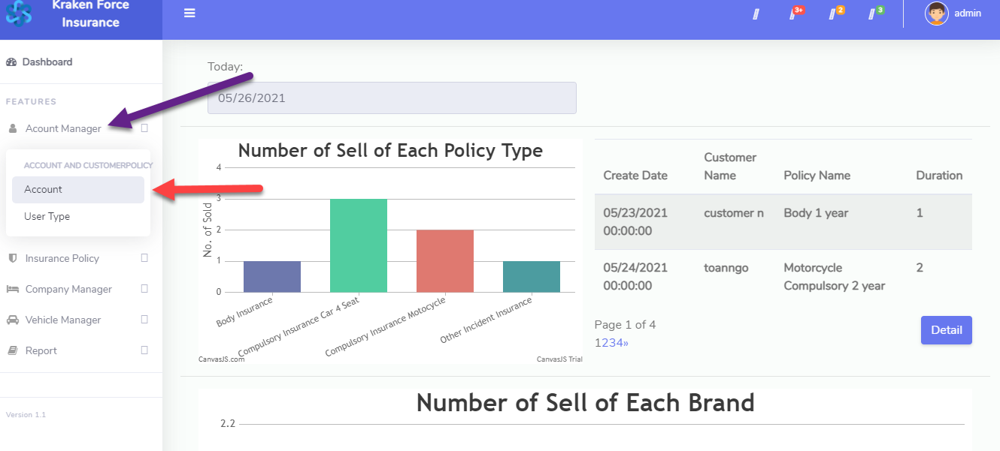 Kraken Force
Insurance
3+
2
3
admin
Dashboard
FEATURES
Acount Manager
ACCOUNT AND CUSTOMERPOLICY
Account
User Type
Insurance Policy
Company Manager
Vehicle Manager
Report
Version 1.1
Today:
05/26/2021
Number of Sell of Each Policy Type
No. of Sold
4
3
2
1
0
Body Insurance
Compulsory Insurance Car 4 Seat
Compulsory Insurance Motocycle
Other Incident Insurance
CanvasJS.com
CanvasJS Trial
Create Date Customer Name Policy Name Duration
05/23/2021 00:00:00 customer n Body 1 year 1
05/24/2021 00:00:00 toanngo Motorcycle Compulsory 2 year 2
Page 1 of 4
1234»
Detail
Number of Sell of Each Brand
2.2